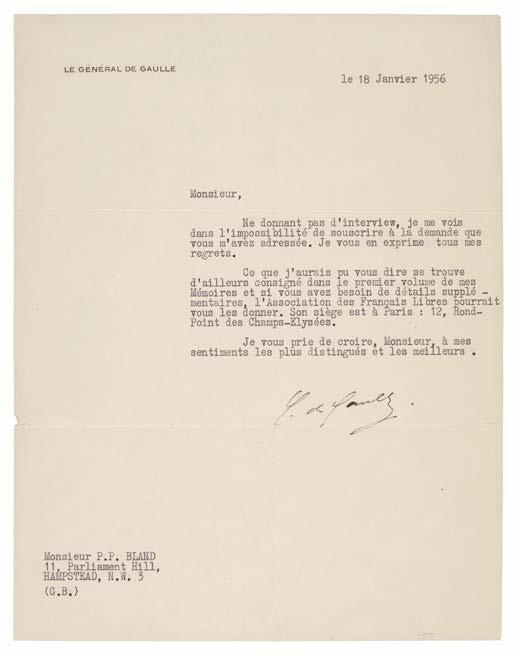 LE GÉNÉRAL DE GAULLE
le 18 Janvier 1956
Monsieur,
Ne donnant pas d'interview, je me vois
dans l'impossibilité de souscrire à la demande que
vous m'avez adressée. Je vous en exprime tous mes
regrets.
Ce que j'aurais pu vous dire se trouve
d'ailleurs consigné dans le premier volume de mes
Mémoires et si vous avez besoin de détails supplé -
mentaires, l'Association des Français Libres pourrait
vous les donner. Son siège est à Paris : 12, Rond-
Point des Champs-Elysées.
Je vous prie de croire, Monsieur, à mes
sentiments les plus distingués et les meilleurs .
C. de Gaulle.
Monsieur P.P. BLAND
11, Parliament Hill,
HAMPSTEAD, N.W. 3
(G.B.)